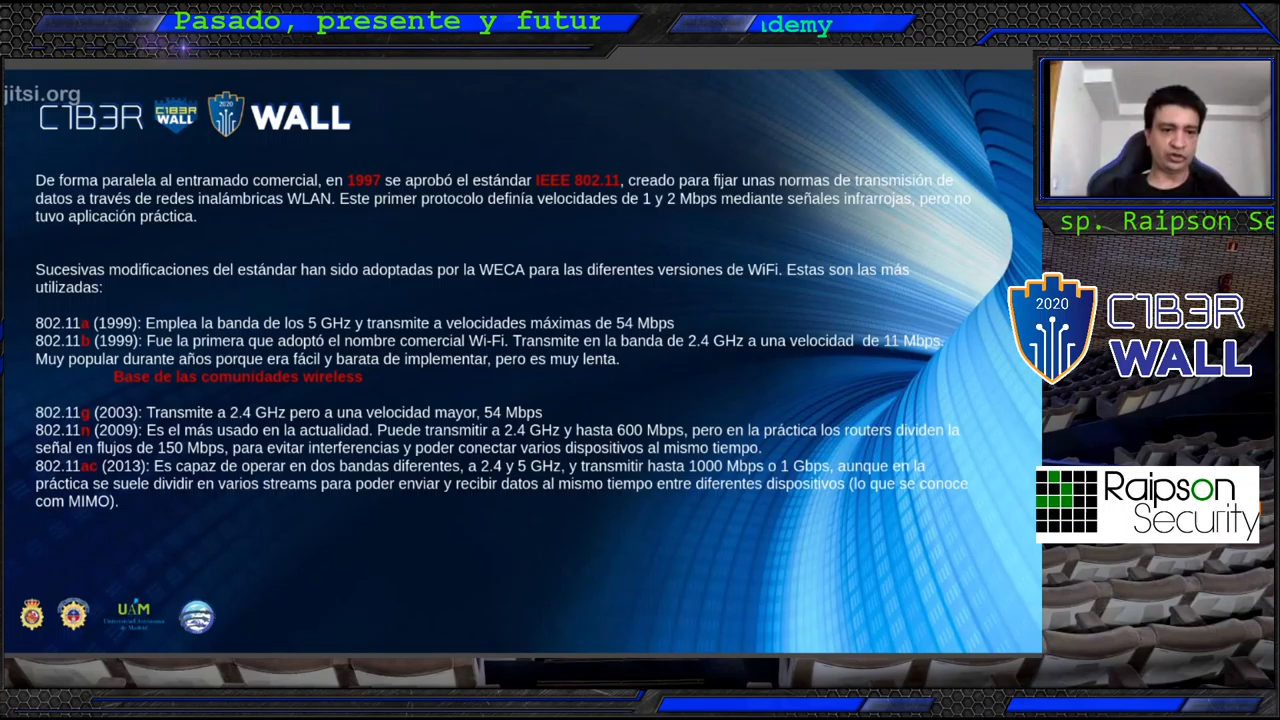 Pasado, presente y futur
ademy
jitsi.org
C1B3R
C1B3R
WALL
2020
WALL
De forma paralela al entramado comercial, en 1997 se aprobó el estándar IEEE 802.11, creado para fijar unas normas de transmisión de
datos a través de redes inalámbricas WLAN. Este primer protocolo definía velocidades de 1 y 2 Mbps mediante señales infrarrojas, pero no
tuvo aplicación práctica.
Sucesivas modificaciones del estándar han sido adoptadas por la WECA para las diferentes versiones de WiFi. Estas son las más
utilizadas:
802.11a (1999): Emplea la banda de los 5 GHz y transmite a velocidades máximas de 54 Mbps
802.11b (1999): Fue la primera que adoptó el nombre comercial Wi-Fi. Transmite en la banda de 2.4 GHz a una velocidad de 11 Mbps.
Muy popular durante años porque era fácil y barata de implementar, pero es muy lenta.
Base de las comunidades wireless
802.11g (2003): Transmite a 2.4 GHz pero a una velocidad mayor, 54 Mbps
802.11n (2009): Es el más usado en la actualidad. Puede transmitir a 2.4 GHz y hasta 600 Mbps, pero en la práctica los routers dividen la
señal en flujos de 150 Mbps, para evitar interferencias y poder conectar varios dispositivos al mismo tiempo.
802.11ac (2013): Es capaz de operar en dos bandas diferentes, a 2.4 y 5 GHz, y transmitir hasta 1000 Mbps o 1 Gbps, aunque en la
práctica se suele dividir en varios streams para poder enviar y recibir datos al mismo tiempo entre diferentes dispositivos (lo que se conoce
com MIMO).
UAM
Universidad Autónoma
de Madrid
sp. Raipson Se
2020
C1B3R
WALL
Raipson
Security